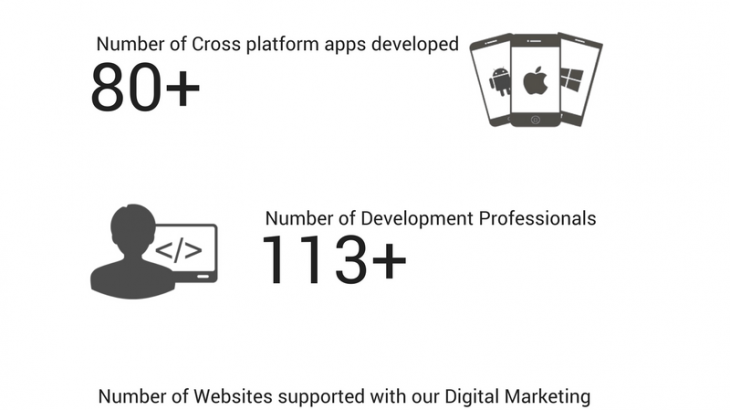 Number of Cross platform apps developed
80+
Number of Development Professionals
</>
113+
Number of Websites supported with our Digital Marketing